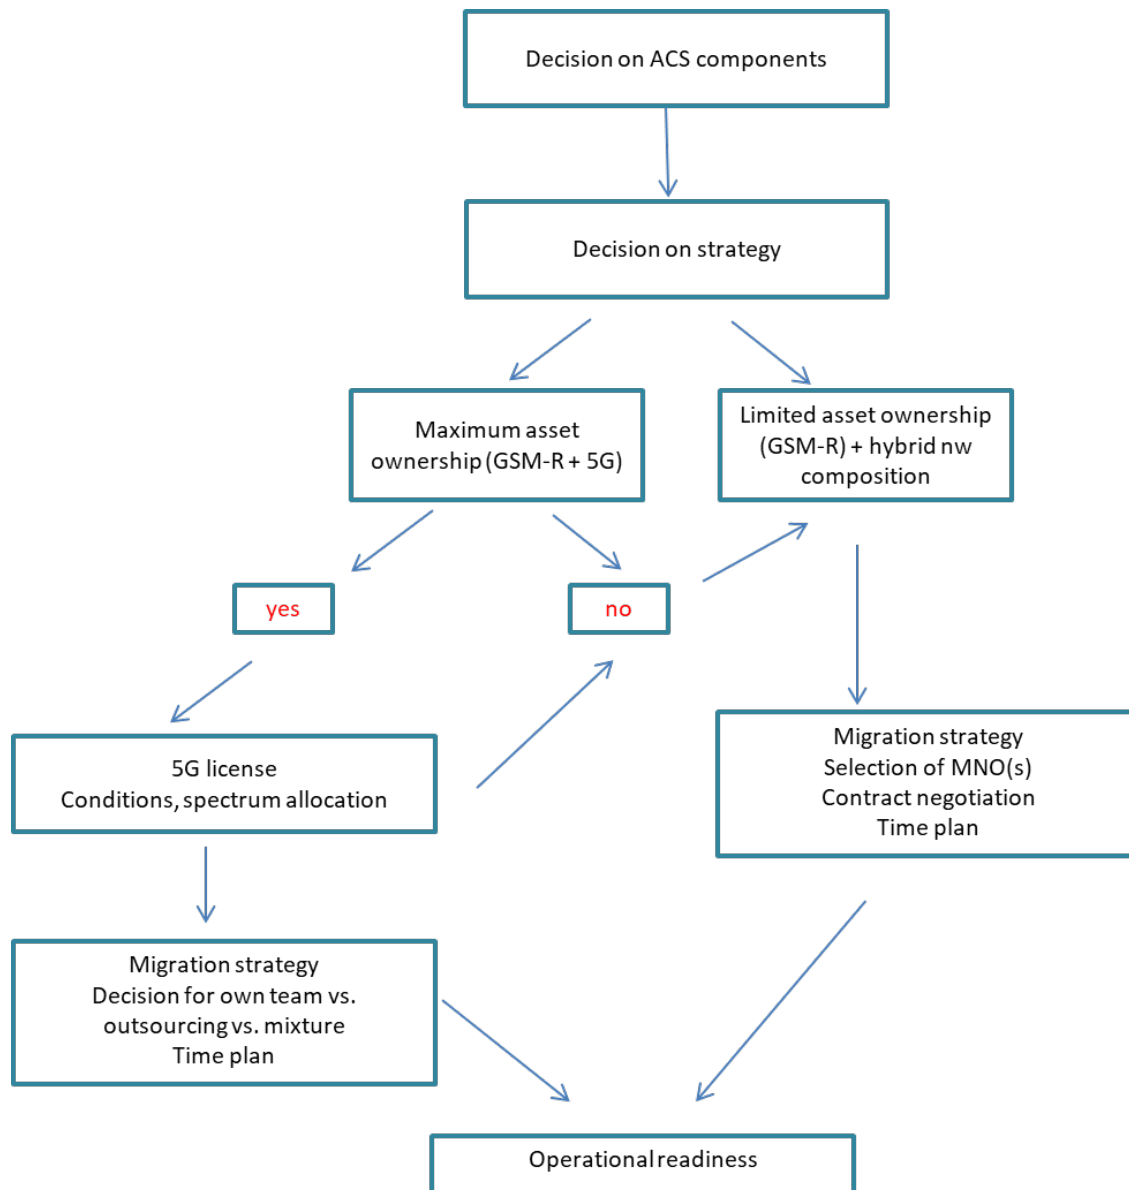 Decision on ACS components
Decision on strategy
Maximum asset
ownership (GSM-R + 5G)
Limited asset ownership
(GSM-R) + hybrid nw
composition
yes
no
5G license
Conditions, spectrum allocation
Migration strategy
Selection of MNO(s)
Contract negotiation
Time plan
Migration strategy
Decision for own team vs.
outsourcing vs. mixture
Time plan
Operational readiness